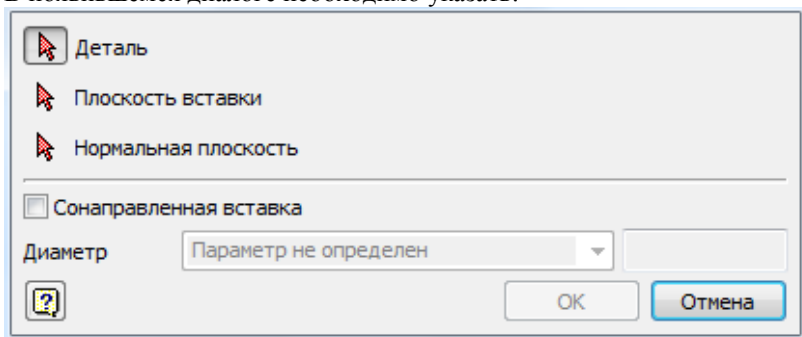 В появившемся диалоге необходимо указать:
Деталь
Плоскость вставки
Нормальная плоскость
Сонаправленная вставка
Диаметр Параметр не определен
OK Отмена